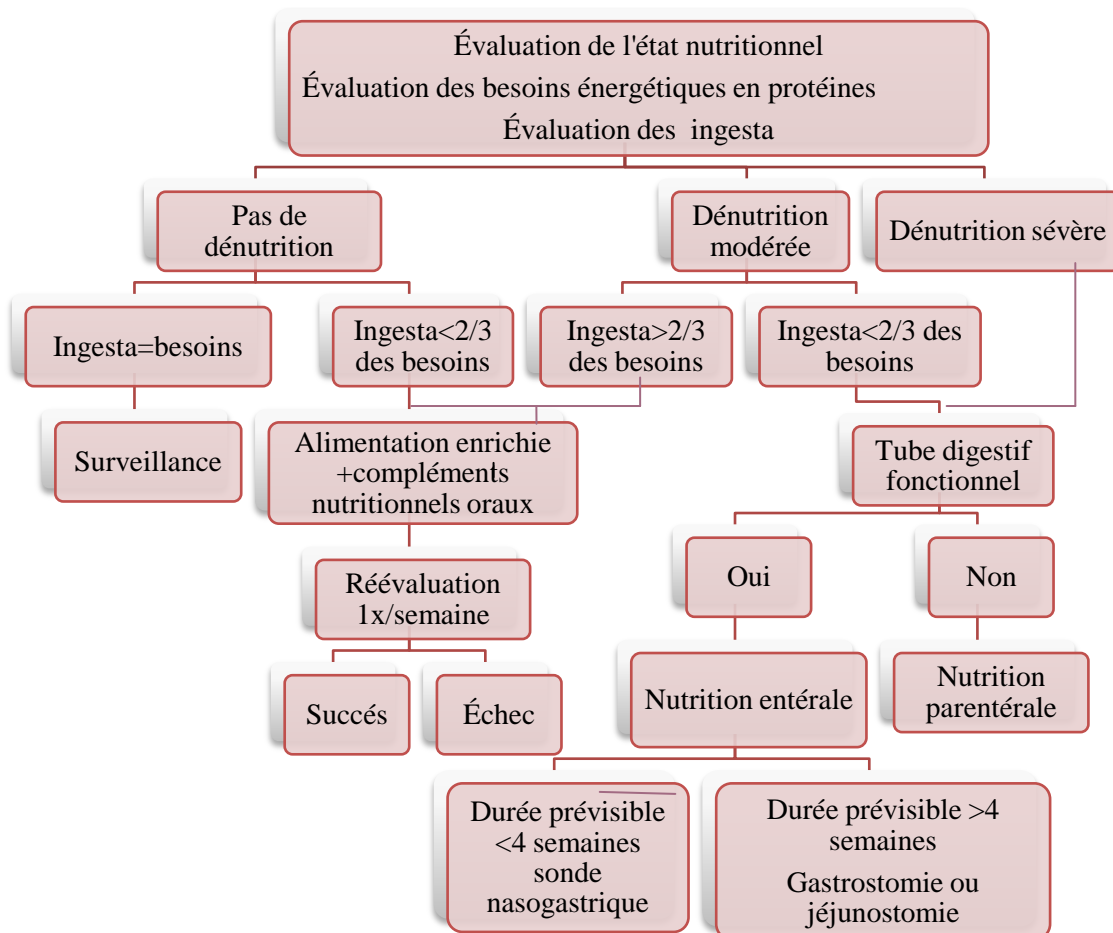 Évaluation de l'état nutritionnel
Évaluation des besoins énergétiques en protéines
Évaluation des ingesta
Pas de
dénutrition
Dénutrition
modérée
Dénutrition sévère
Ingesta=besoins
Ingesta<2/3
des besoins
Ingesta>2/3
des besoins
Ingesta<2/3 des
besoins
Surveillance
Alimentation enrichie
+compléments
nutritionnels oraux
Tube digestif
fonctionnel
Réévaluation
1x/semaine
Oui
Non
Succés
Échec
Nutrition entérale
Nutrition
parentérale
Durée prévisible
<4 semaines
sonde
nasogastrique
Durée prévisible >4
semaines
Gastrostomie ou
jéjunostomie